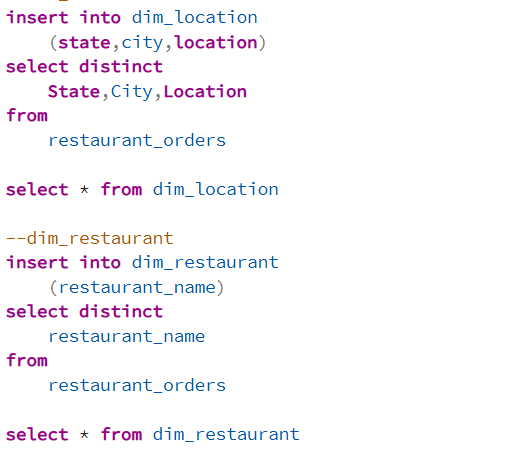 insert into dim_location
(state,city,location)
select distinct
State,City,Location
from
restaurant_orders
select * from dim_location
--dim_restaurant
insert into dim_restaurant
(restaurant_name)
select distinct
restaurant_name
from
restaurant_orders
select * from dim_restaurant